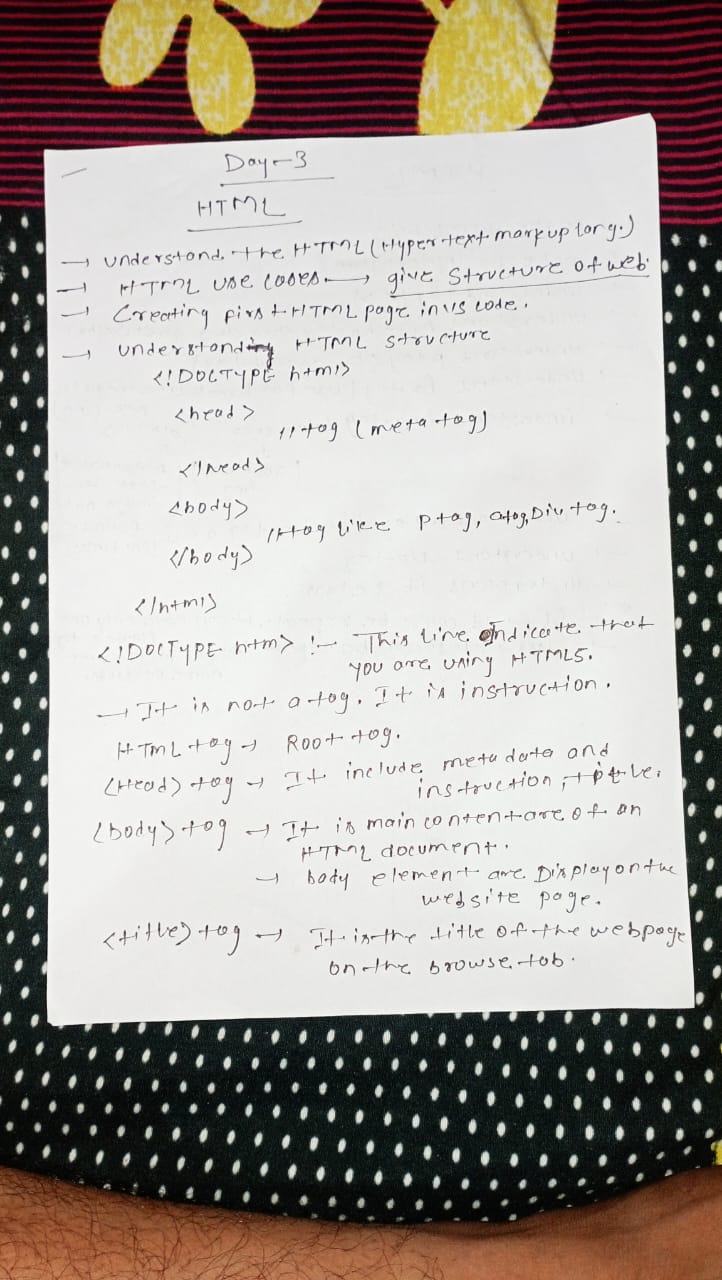 Day-3
HTML
→ understand the HTML (Hyper text markup lang.)
→ HTML use cases → give Structure of web.
→ Creating first HTML page in vs code.
→ understanding HTML structure
<!DOCTYPE html>
<head>
// tag (meta tag)
</head>
<body>
// tag like p tag, a tag, Div tag.
</body>
</html>
<!DOCTYPE htm> :- This line indicate that
you are using HTML5.
→ It is not a tag. It is instruction.
HTML tag → Root tag.
<Head> tag → It include meta data and
instruction, title.
<body> tag → It is main content are of an
HTML document.
→ body element are Display on the
website page.
<title> tag → It is the title of the webpage
on the browse tab.